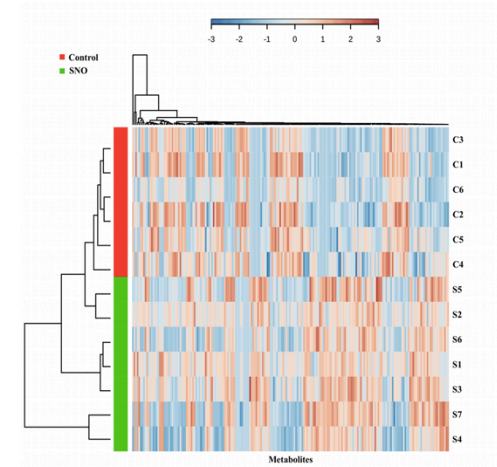 -3 -2 -1 0 1 2 3
Control
SNO
C3
C1
C6
C2
C5
C4
S5
S2
S6
S1
S3
S7
S4
Metabolites